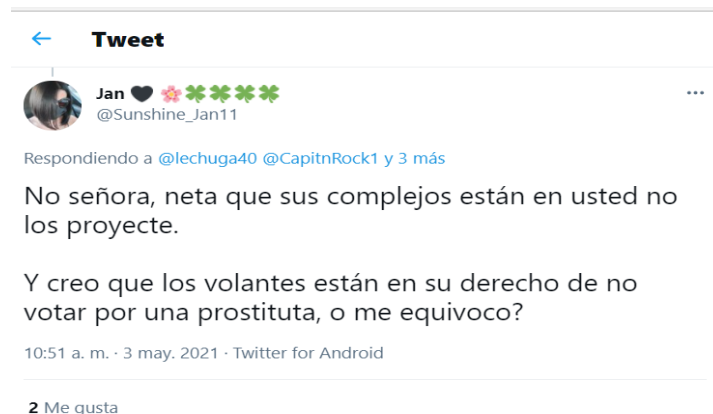 Tweet
Jan 🖤 🌸🍀🍀🍀🍀
@Sunshine_Jan11
Respondiendo a @lechuga40 @CapitnRock1 y 3 más
No señora, neta que sus complejos están en usted no
los proyecte.
Y creo que los volantes están en su derecho de no
votar por una prostituta, o me equivoco?
10:51 a. m. · 3 may. 2021 · Twitter for Android
2 Me gusta